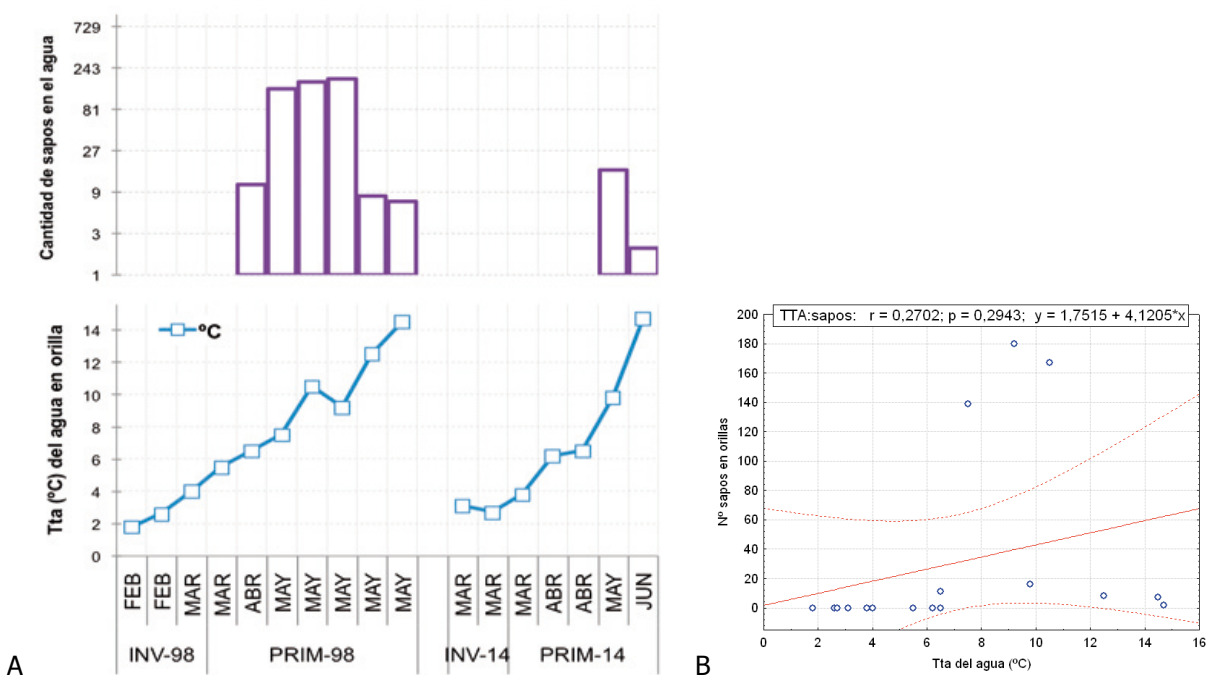 Cantidad de sapos en el agua
729
243
81
27
9
3
1
Tta (ºC) del agua en orilla
ºC
14
12
10
8
6
4
2
0
FEB FEB MAR MAR ABR MAY MAY MAY MAY MAY MAR MAR MAR ABR ABR MAY JUN
INV-98 PRIM-98 INV-14 PRIM-14
A
TTA:sapos: r = 0,2702; p = 0,2943; y = 1,7515 + 4,1205*x
Nº sapos en orillas
200
180
160
140
120
100
80
60
40
20
0
0 2 4 6 8 10 12 14 16
Tta del agua (ºC)
B